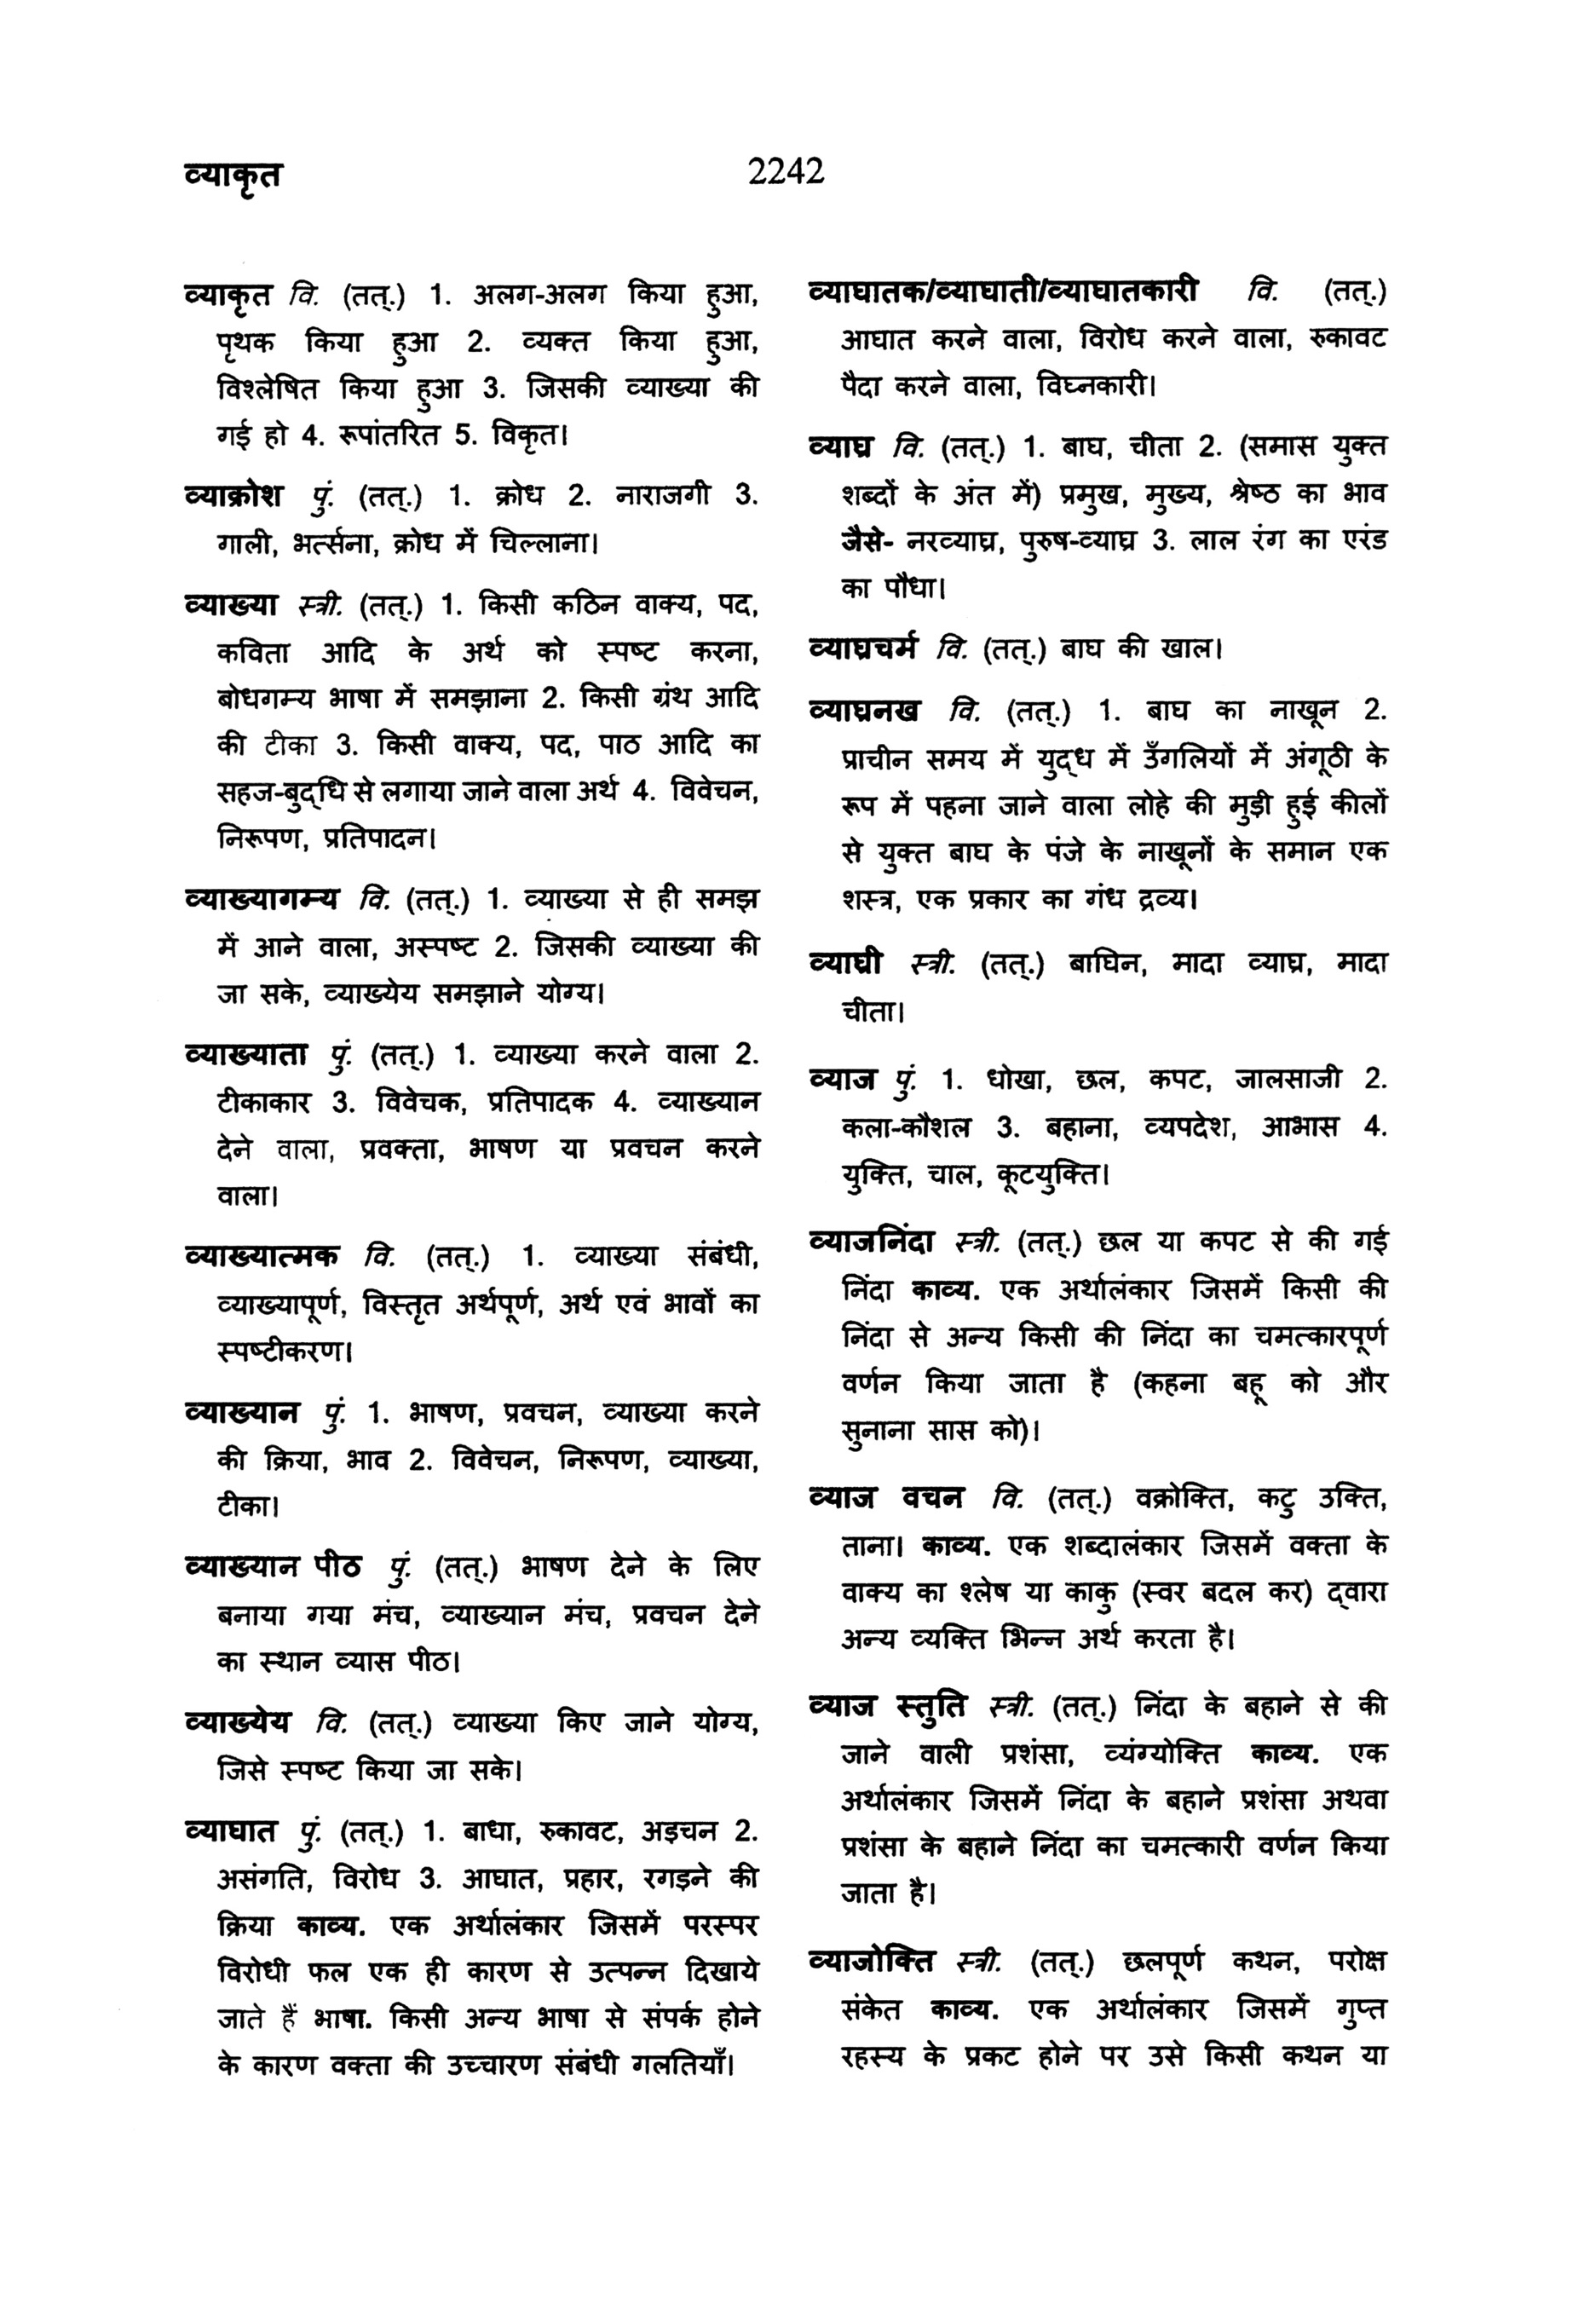 व्याकृत
2242
व्याकृत वि. (तत्.) 1. अलग-अलग किया हुआ,
पृथक किया हुआ 2. व्यक्त किया हुआ,
विश्लेषित किया हुआ 3. जिसकी व्याख्या की
गई हो 4. रूपांतरित 5. विकृत।
व्याक्रोश पुं. (तत्.) 1. क्रोध 2. नाराजगी 3.
गाली, भर्त्सना, क्रोध में चिल्लाना।
व्याख्या स्त्री. (तत्.) 1. किसी कठिन वाक्य, पद,
कविता आदि के अर्थ को स्पष्ट करना,
बोधगम्य भाषा में समझाना 2. किसी ग्रंथ आदि
की टीका 3. किसी वाक्य, पद, पाठ आदि का
सहज-बुद्‌धि से लगाया जाने वाला अर्थ 4. विवेचन,
निरूपण, प्रतिपादन।
व्याख्यागम्य वि. (तत्.) 1. व्याख्या से ही समझ
में आने वाला, अस्पष्ट 2. जिसकी व्याख्या की
जा सके, व्याख्येय समझाने योग्य।
व्याख्याता पुं. (तत्.) 1. व्याख्या करने वाला 2.
टीकाकार 3. विवेचक, प्रतिपादक 4. व्याख्यान
देने वाला, प्रवक्ता, भाषण या प्रवचन करने
वाला।
व्याख्यात्मक वि. (तत्.) 1. व्याख्या संबंधी,
व्याख्यापूर्ण, विस्तृत अर्थपूर्ण, अर्थ एवं भावों का
स्पष्टीकरण।
व्याख्यान पुं. 1. भाषण, प्रवचन, व्याख्या करने
की क्रिया, भाव 2. विवेचन, निरूपण, व्याख्या,
टीका।
व्याख्यान पीठ पुं. (तत्.) भाषण देने के लिए
बनाया गया मंच, व्याख्यान मंच, प्रवचन देने
का स्थान व्यास पीठ।
व्याख्येय वि. (तत्.) व्याख्या किए जाने योग्य,
जिसे स्पष्ट किया जा सके।
व्याघात पुं. (तत्.) 1. बाधा, रुकावट, अड़चन 2.
असंगति, विरोध 3. आघात, प्रहार, रगड़ने की
क्रिया काव्य. एक अर्थालंकार जिसमें परस्पर
विरोधी फल एक ही कारण से उत्पन्न दिखाये
जाते हैं भाषा. किसी अन्य भाषा से संपर्क होने
के कारण वक्ता की उच्चारण संबंधी गलतियाँ।
व्याघातक/व्याघाती/व्याघातकारी वि. (तत्.)
आघात करने वाला, विरोध करने वाला, रुकावट
पैदा करने वाला, विघ्नकारी।
व्याघ्र वि. (तत्.) 1. बाघ, चीता 2. (समास युक्त
शब्दों के अंत में) प्रमुख, मुख्य, श्रेष्ठ का भाव
जैसे- नरव्याघ्र, पुरुष-व्याघ्र 3. लाल रंग का एरंड
का पौधा।
व्याघ्रचर्म वि. (तत्.) बाघ की खाल।
व्याघ्रनख वि. (तत्.) 1. बाघ का नाखून 2.
प्राचीन समय में युद्‌ध में उँगलियों में अंगूठी के
रूप में पहना जाने वाला लोहे की मुड़ी हुई कीलों
से युक्त बाघ के पंजे के नाखूनों के समान एक
शस्त्र, एक प्रकार का गंध द्रव्य।
व्याघ्री स्त्री. (तत्.) बाघिन, मादा व्याघ्र, मादा
चीता।
व्याज पुं. 1. धोखा, छल, कपट, जालसाजी 2.
कला-कौशल 3. बहाना, व्यपदेश, आभास 4.
युक्ति, चाल, कूटयुक्ति।
व्याजनिंदा स्त्री. (तत्.) छल या कपट से की गई
निंदा काव्य. एक अर्थालंकार जिसमें किसी की
निंदा से अन्य किसी की निंदा का चमत्कारपूर्ण
वर्णन किया जाता है (कहना बहू को और
सुनाना सास को)।
व्याज वचन वि. (तत्.) वक्रोक्ति, कटु उक्ति,
ताना। काव्य. एक शब्दालंकार जिसमें वक्ता के
वाक्य का श्लेष या काकु (स्वर बदल कर) द्‌वारा
अन्य व्यक्ति भिन्न अर्थ करता है।
व्याज स्तुति स्त्री. (तत्.) निंदा के बहाने से की
जाने वाली प्रशंसा, व्यंग्योक्ति काव्य. एक
अर्थालंकार जिसमें निंदा के बहाने प्रशंसा अथवा
प्रशंसा के बहाने निंदा का चमत्कारी वर्णन किया
जाता है।
व्याजोक्ति स्त्री. (तत्.) छलपूर्ण कथन, परोक्ष
संकेत काव्य. एक अर्थालंकार जिसमें गुप्त
रहस्य के प्रकट होने पर उसे किसी कथन या